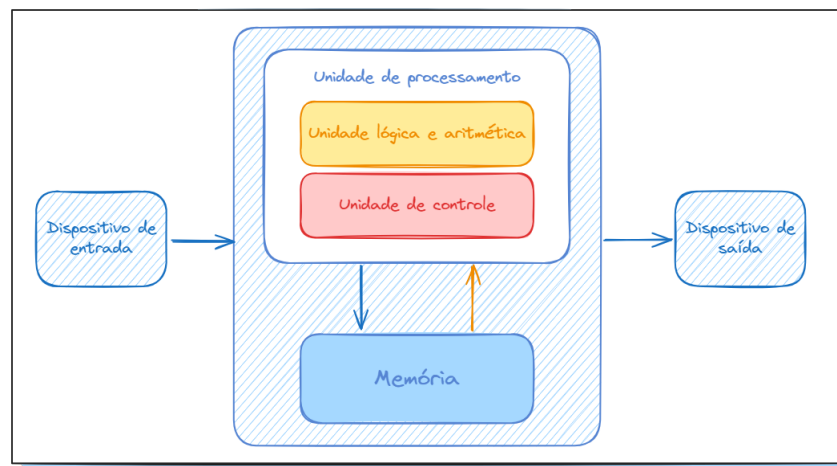 Unidade de processamento
Unidade lógica e aritmética
Unidade de controle
Dispositivo de
entrada
Dispositivo de
saída
Memória